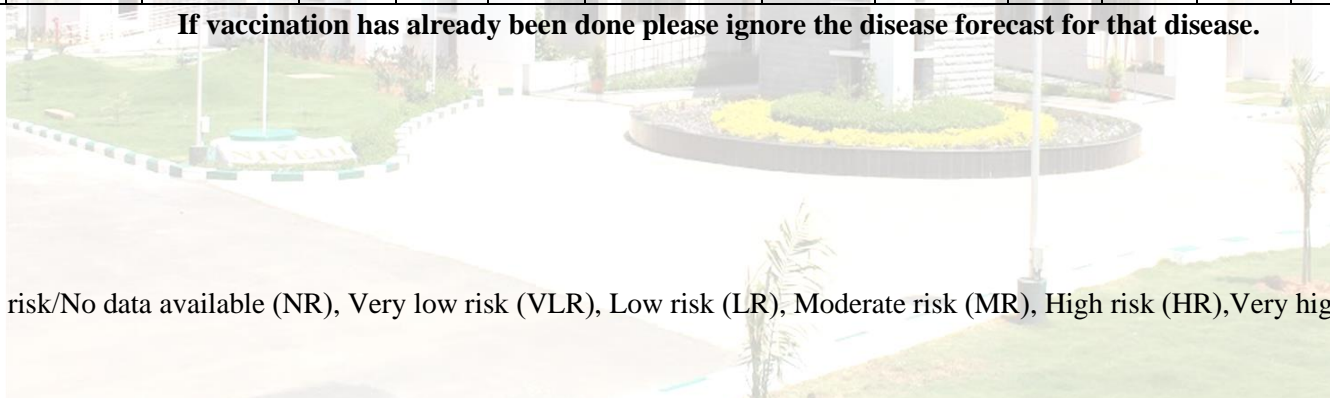 If vaccination has already been done please ignore the disease forecast for that disease.
NIVEDI
risk/No data available (NR), Very low risk (VLR), Low risk (LR), Moderate risk (MR), High risk (HR),Very hig